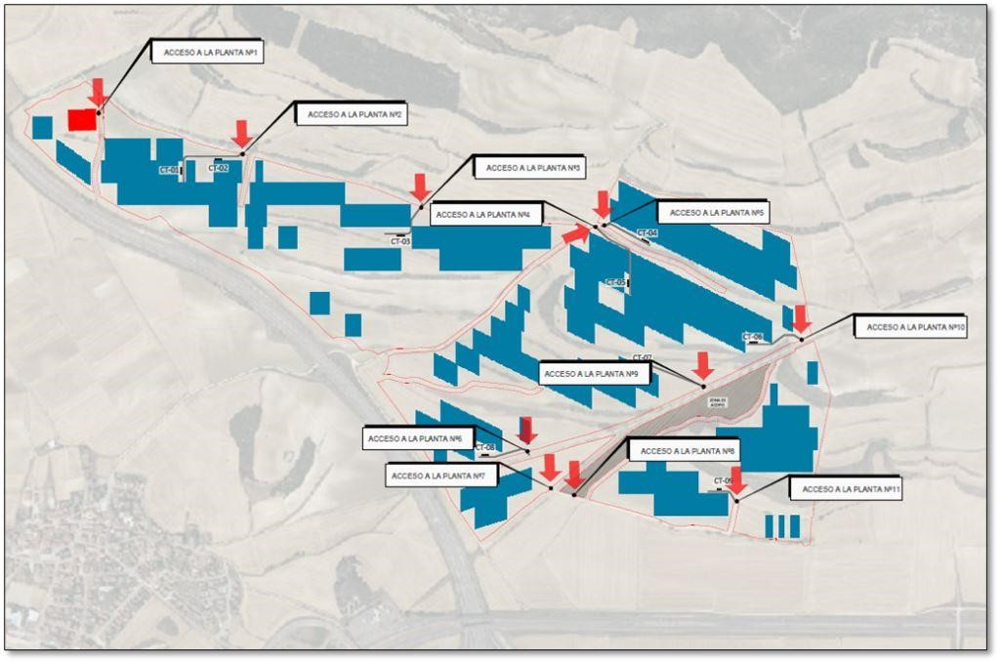 ACCESO A LA PLANTA Nº1
ACCESO A LA PLANTA Nº2
ACCESO A LA PLANTA Nº3
CT-01
CT-02
ACCESO A LA PLANTA Nº4
ACCESO A LA PLANTA Nº5
CT-03
CT-04
CT-05
ACCESO A LA PLANTA Nº10
CT-06
CT-07
ACCESO A LA PLANTA Nº9
ZONA DE
ACOPIO
ACCESO A LA PLANTA Nº6
CT-08
ACCESO A LA PLANTA Nº8
ACCESO A LA PLANTA Nº7
CT-09
ACCESO A LA PLANTA Nº11